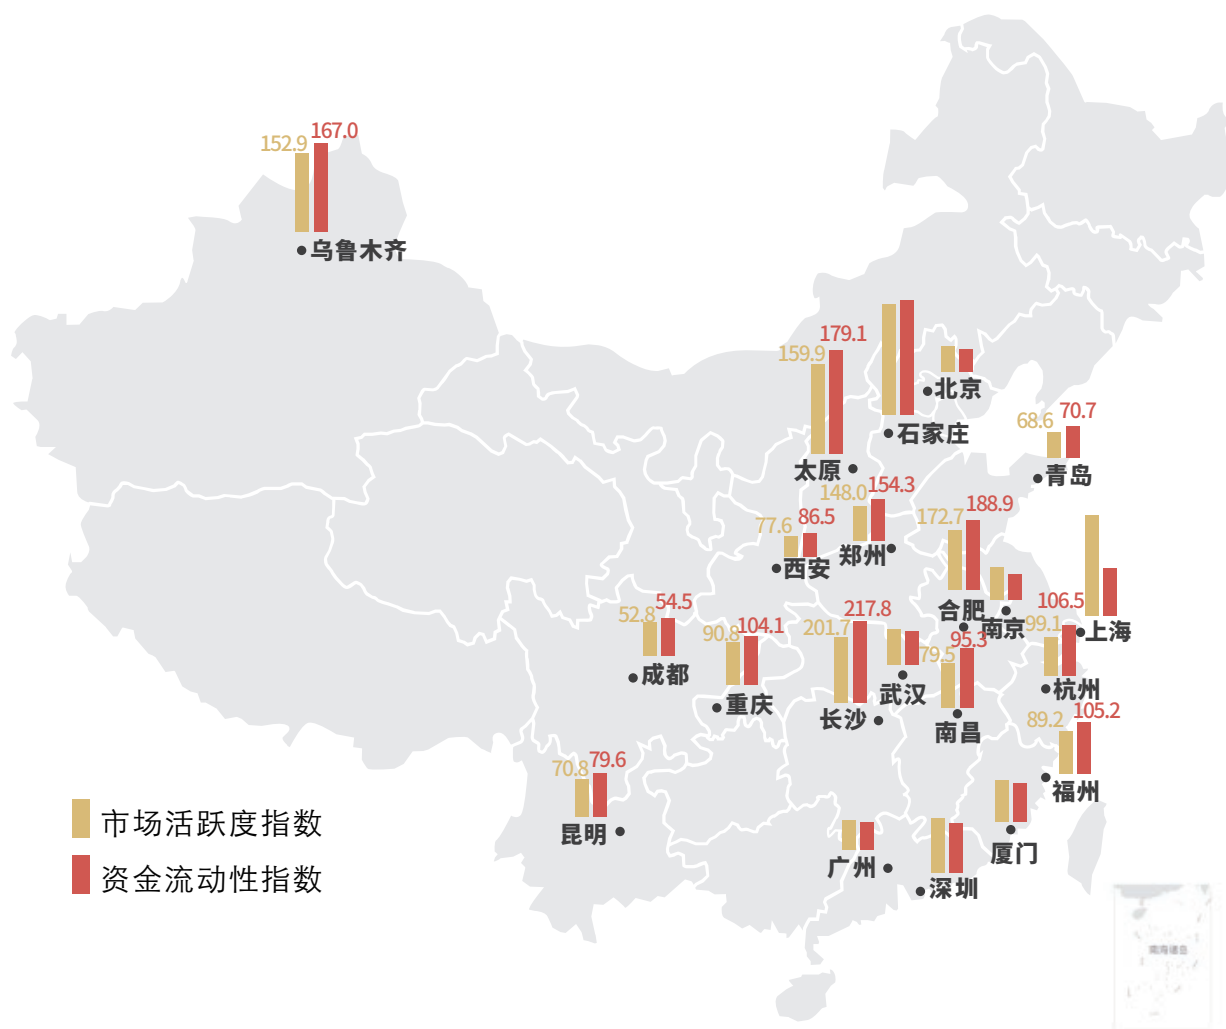 167.0
152.9
乌鲁木齐
179.1
159.9
北京
70.7
68.6
石家庄
青岛
太原
154.3
148.0
188.9
172.7
86.5
77.6
郑州
西安
54.5
52.8
217.8
201.7
合肥
106.5
99.1
南京
上海
104.1
90.8
95.3
79.5
成都
武汉
杭州
重庆
长沙
105.2
89.2
南昌
79.6
70.8
福州
市场活跃度指数
昆明
厦门
广州
资金流动性指数
深圳
南海诸岛